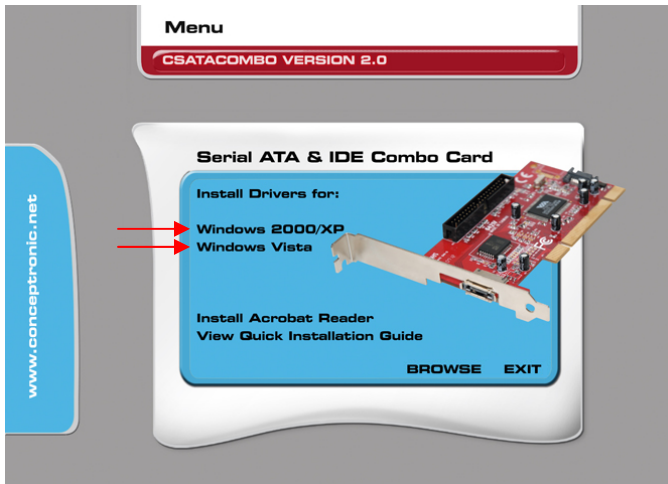 Menu
CSATACOMBO VERSION 2.0
Serial ATA & IDE Combo Card
Install Drivers for:
Windows 2000/XP
Windows Vista
Install Acrobat Reader
View Quick Installation Guide
BROWSE EXIT
www.conceptronic.net